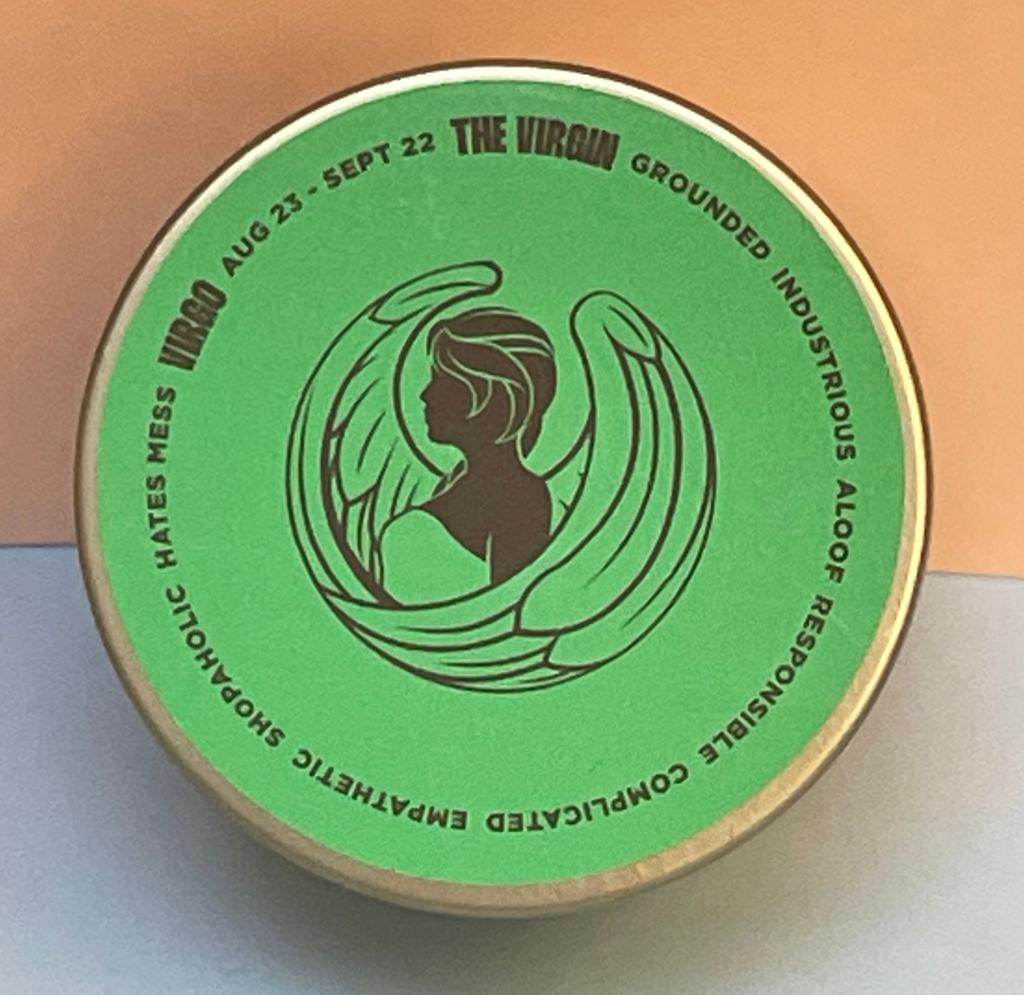 VIRGO AUG 23 - SEPT 22 THE VIRGIN GROUNDED INDUSTRIOUS ALOOF RESPONSIBLE COMPLICATED EMPATHETIC SHOPAHOLIC HATES MESS